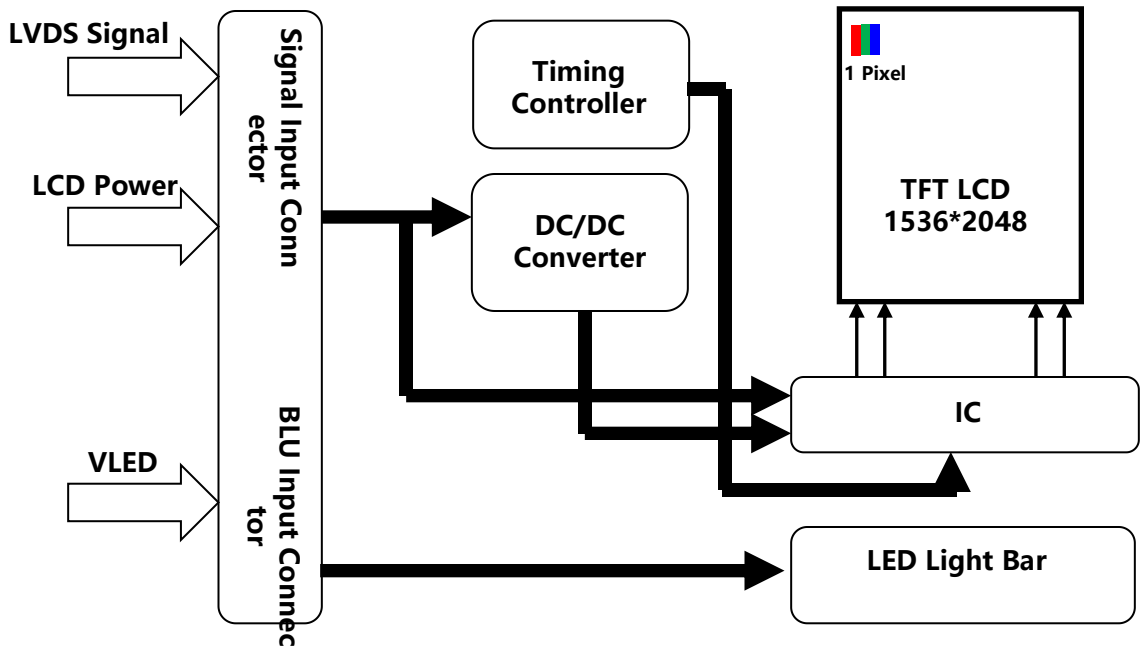 LVDS Signal
LCD Power
VLED
Signal Input Conn
ector
BLU Input Connec
tor
Timing
Controller
DC/DC
Converter
1 Pixel
TFT LCD
1536*2048
IC
LED Light Bar